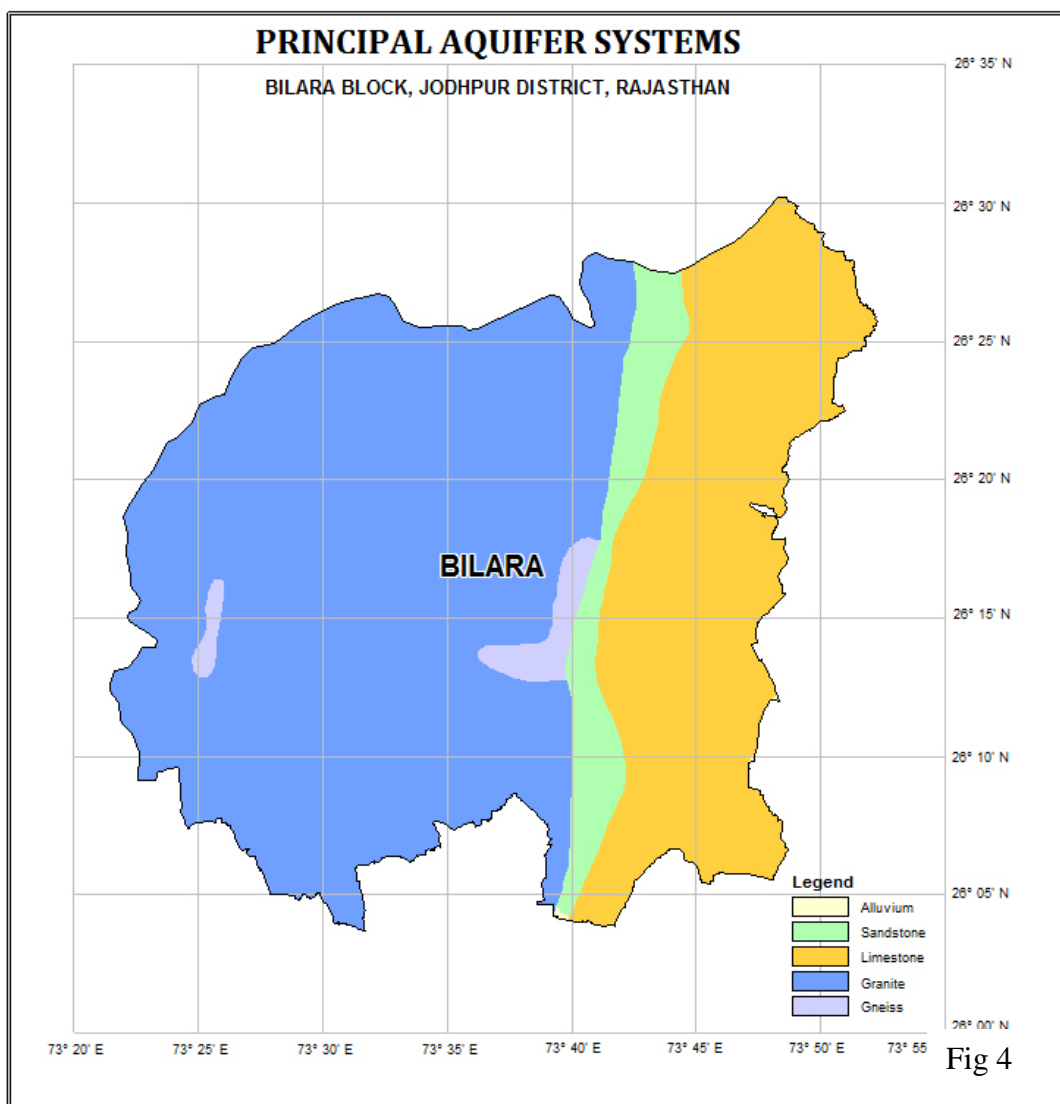 PRINCIPAL AQUIFER SYSTEMS
BILARA BLOCK, JODHPUR DISTRICT, RAJASTHAN
26° 35' N
26° 30' N
26° 25' N
26° 20' N
BILARA
26° 15' N
26° 10' N
26° 05' N
Legend
Alluvium
Sandstone
Limestone
Granite
Gneiss
26° 00' N
73° 20' E 73° 25' E 73° 30' E 73° 35' E 73° 40' E 73° 45' E 73° 50' E 73° 55
Fig 4